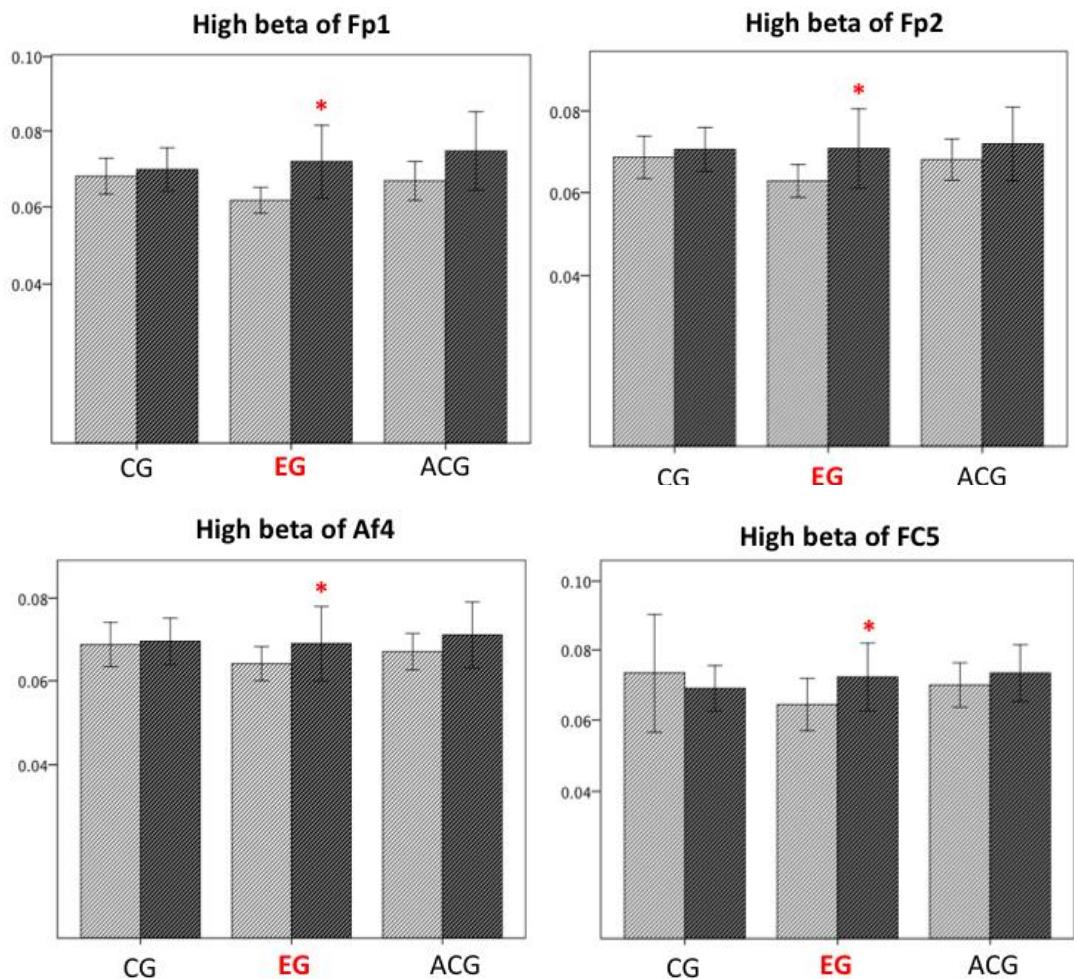 High beta of Fp1
0.10
0.08
0.06
0.04
*
CG EG ACG
High beta of Fp2
0.08
0.06
0.04
*
CG EG ACG
High beta of Af4
0.08
0.06
0.04
*
CG EG ACG
High beta of FC5
0.10
0.08
0.06
0.04
*
CG EG ACG